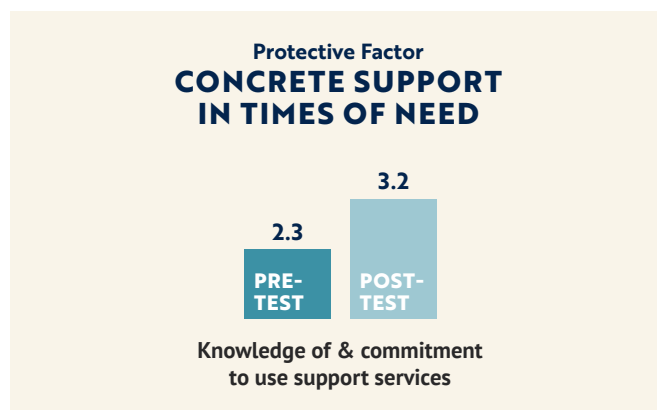 Protective Factor
CONCRETE SUPPORT
IN TIMES OF NEED
3.2
2.3
PRE-
TEST
POST-
TEST
Knowledge of & commitment
to use support services